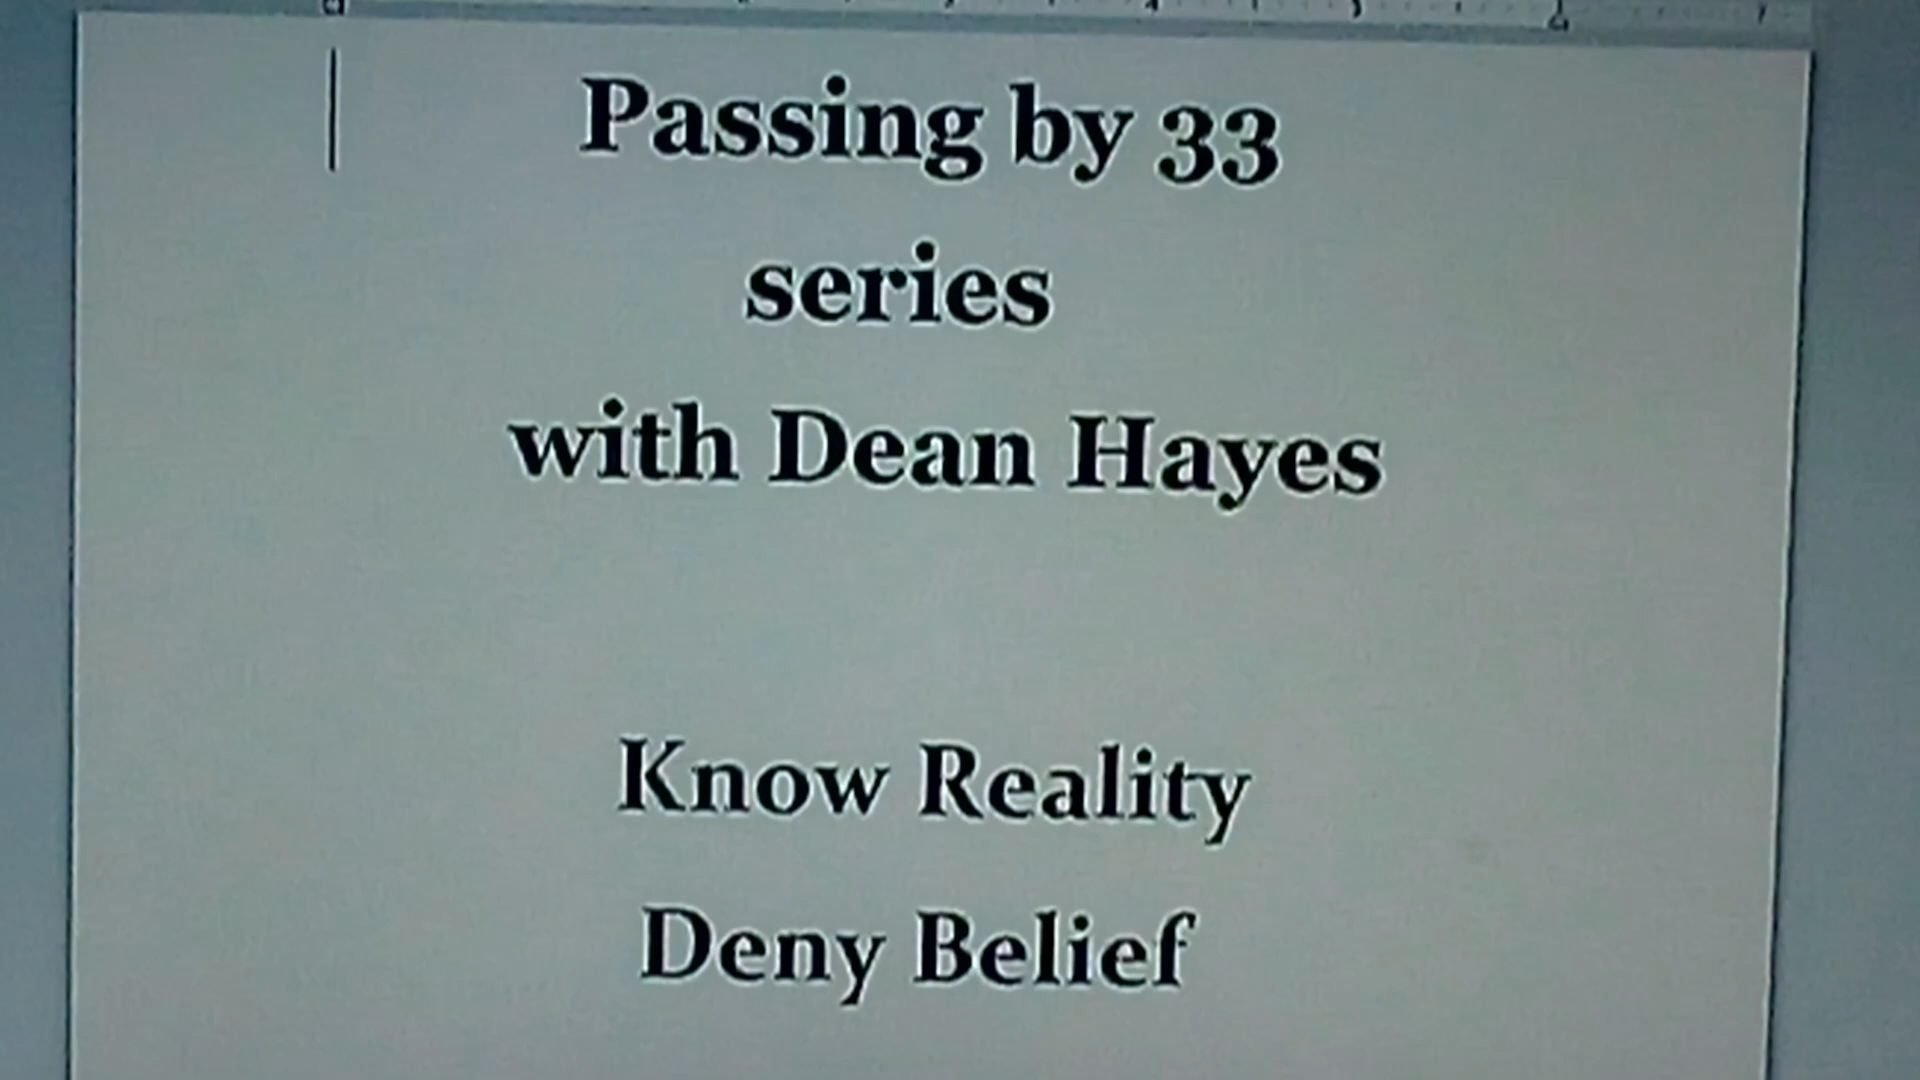 Passing by 33
series
with Dean Hayes
Know Reality
Deny Belief